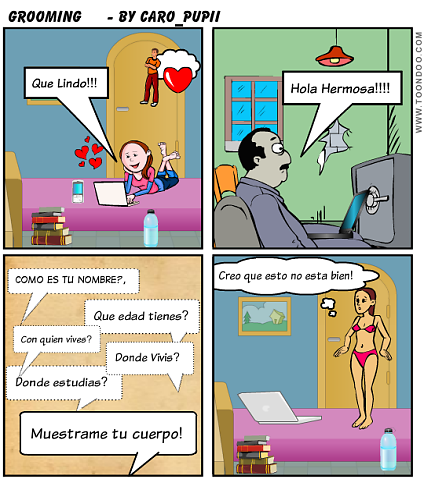 GROOMING - BY CARO_PUPII
Que Lindo!!!
Hola Hermosa!!!!
WWW.TOONDOO.COM
COMO ES TU NOMBRE?,
Que edad tienes?
Con quien vives?
Donde Vivis?
Donde estudias?
Muestrame tu cuerpo!
Creo que esto no esta bien!